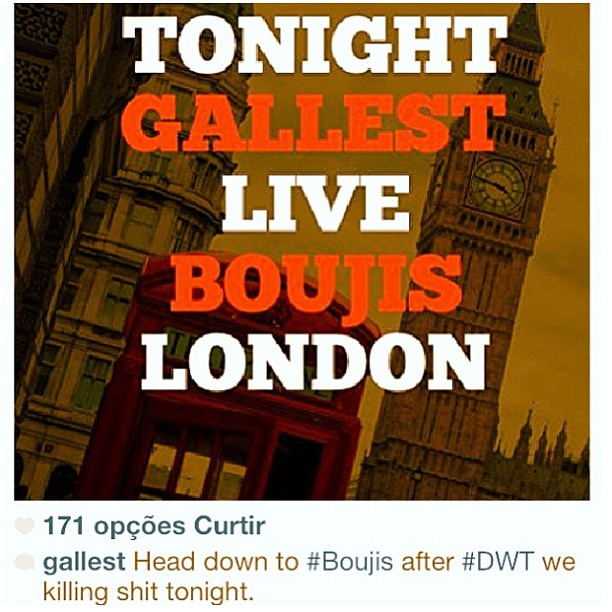 TONIGHT
GALLEST
LIVE
BOUJIS
LONDON
171 opções Curtir
gallest Head down to #Boujis after #DWT we
killing shit tonight.